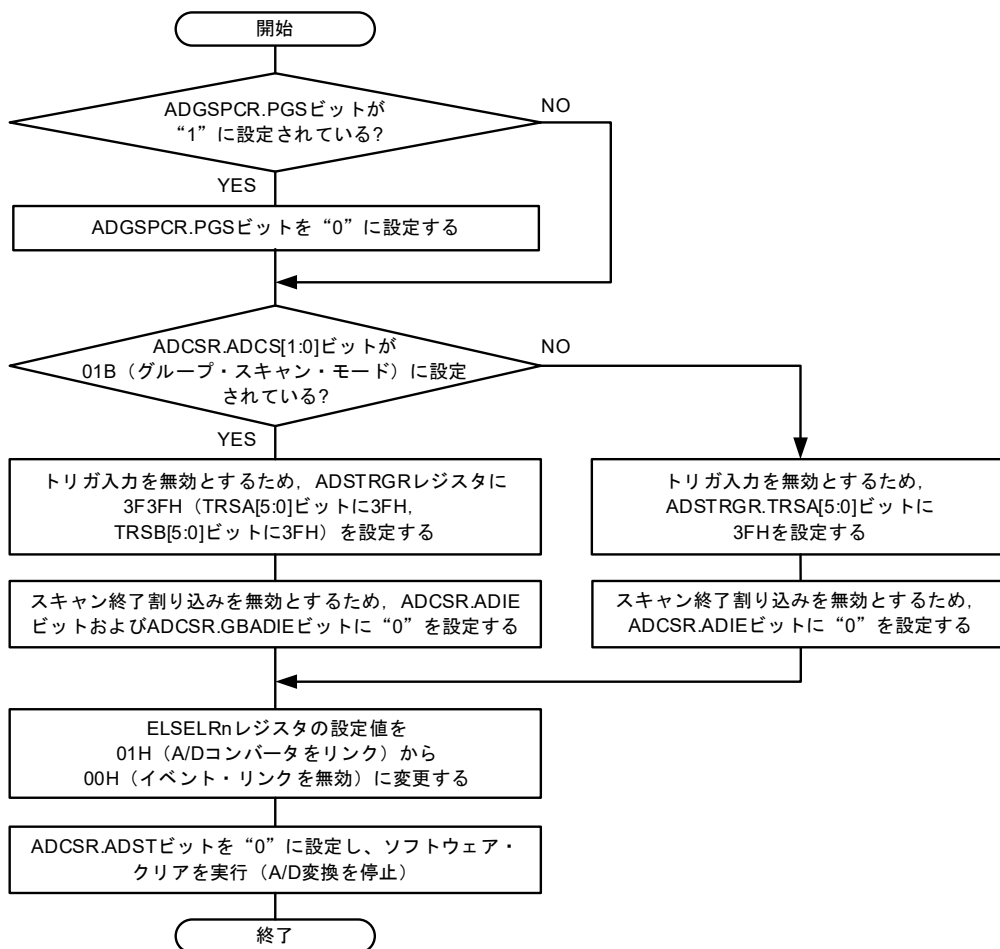 開始
ADGSPCR.PGSビットが
“1”に設定されている?
NO
YES
ADGSPCR.PGSビットを“0”に設定する
ADCSR.ADCS[1:0]ビットが
01B（グループ・スキャン・モード）に設定
されている?
NO
YES
トリガ入力を無効とするため，ADSTRGRレジスタに
3F3FH（TRSA[5:0]ビットに3FH,
TRSB[5:0]ビットに3FH）を設定する
トリガ入力を無効とするため，
ADSTRGR.TRSA[5:0]ビットに
3FHを設定する
スキャン終了割り込みを無効とするため，ADCSR.ADIE
ビットおよびADCSR.GBADIEビットに“0”を設定する
スキャン終了割り込みを無効とするため，
ADCSR.ADIEビットに“0”を設定する
ELSELRnレジスタの設定値を
01H（A/Dコンバータをリンク）から
00H（イベント・リンクを無効）に変更する
ADCSR.ADSTビットを“0”に設定し、ソフトウェア・
クリアを実行（A/D変換を停止）
終了